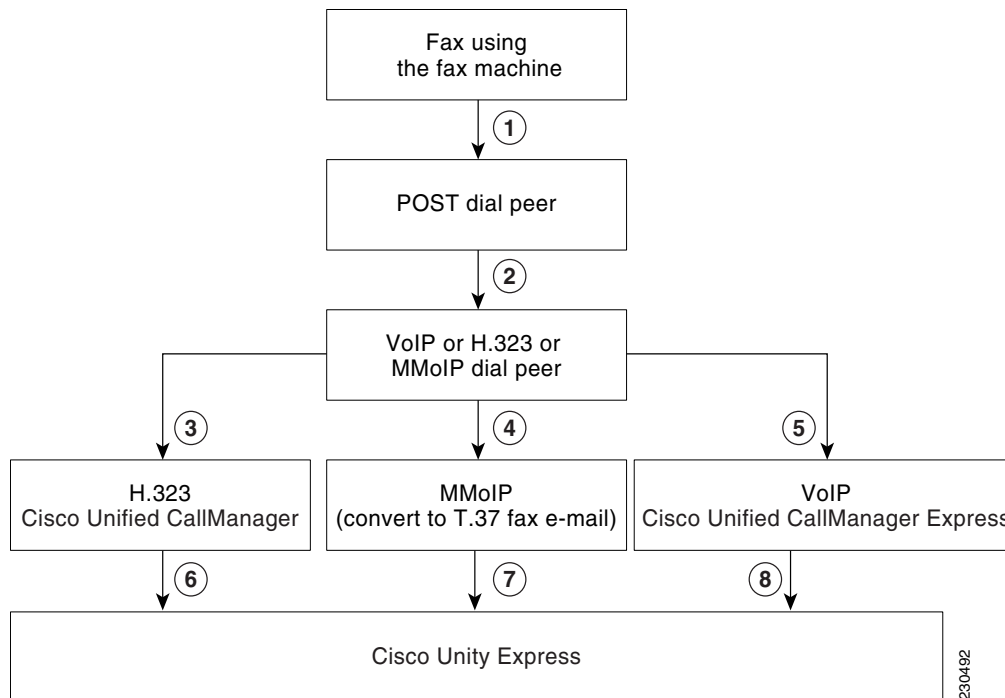 Fax using
the fax machine
1
POST dial peer
2
VoIP or H.323 or
MMoIP dial peer
3
4
5
H.323
Cisco Unified CallManager
MMoIP
(convert to T.37 fax e-mail)
VoIP
Cisco Unified CallManager Express
6
7
8
Cisco Unity Express
230492